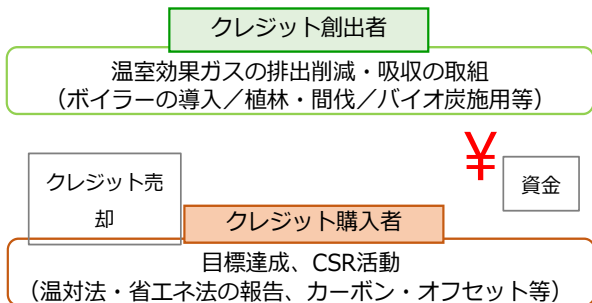 クレジット創出者
温室効果ガスの排出削減・吸収の取組
（ボイラーの導入／植林・間伐／バイオ炭施用等）
¥
クレジット売
却
資金
クレジット購入者
目標達成、CSR活動
（温対法・省エネ法の報告、カーボン・オフセット等）